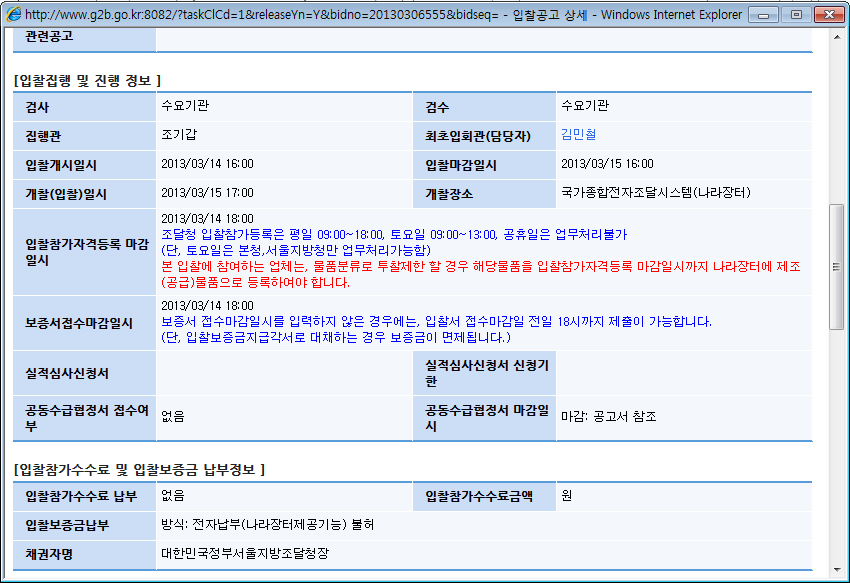 http://www.g2b.go.kr:8082/?taskClCd=1&releaseYn=Y&bidno=20130306555&bidseq= - 입찰공고 상세 - Windows Internet Explorer
관련공고
[입찰집행 및 진행 정보 ]
검사 수요기관 검수 수요기관
집행관 조기갑 최초입회관(담당자) 김민철
입찰개시일시 2013/03/14 16:00 입찰마감일시 2013/03/15 16:00
개찰(입찰)일시 2013/03/15 17:00 개찰장소 국가종합전자조달시스템(나라장터)
입찰참가자격등록 마감
일시
2013/03/14 18:00
조달청 입찰참가등록은 평일 09:00~18:00, 토요일 09:00~13:00, 공휴일은 업무처리불가
(단, 토요일은 본청,서울지방청만 업무처리가능함)
본 입찰에 참여하는 업체는, 물품분류로 투찰제한 할 경우 해당물품을 입찰참가자격등록 마감일시까지 나라장터에 제조
(공급)물품으로 등록하여야 합니다.
보증서접수마감일시
2013/03/14 18:00
보증서 접수마감일시를 입력하지 않은 경우에는, 입찰서 접수마감일 전일 18시까지 제출이 가능합니다.
(단, 입찰보증금지급각서로 대채하는 경우 보증금이 면제됩니다.)
실적심사신청서 실적심사신청서 신청기
한
공동수급협정서 접수여
부
없음
공동수급협정서 마감일
시
마감: 공고서 참조
[입찰참가수수료 및 입찰보증금 납부정보 ]
입찰참가수수료 납부 없음 입찰참가수수료금액 원
입찰보증금납부 방식: 전자납부(나라장터제공기능) 불허
채권자명 대한민국정부서울지방조달청장